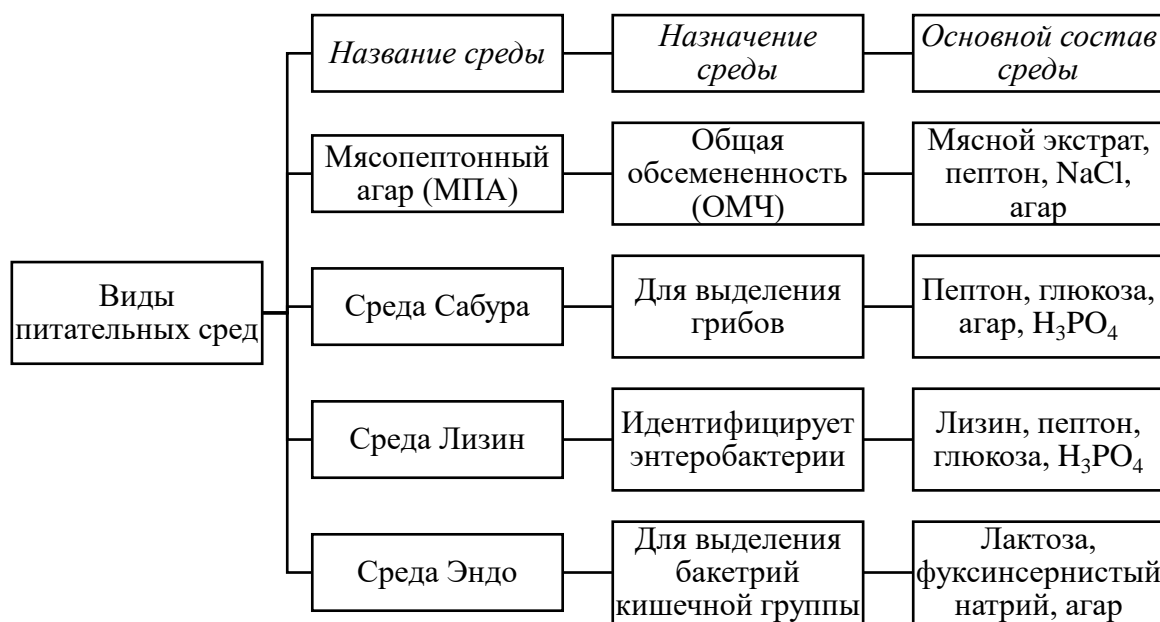 Название среды
Назначение
среды
Основной состав
среды
Мясопептонный
агар (МПА)
Общая
обсемененность
(ОМЧ)
Мясной экстрат,
пептон, NaCl,
агар
Виды
питательных сред
Среда Сабура
Для выделения
грибов
Пептон, глюкоза,
агар, H₃PO₄
Среда Лизин
Идентифицирует
энтеробактерии
Лизин, пептон,
глюкоза, H₃PO₄
Среда Эндо
Для выделения
бакетрий
кишечной группы
Лактоза,
фуксинсернистый
натрий, агар